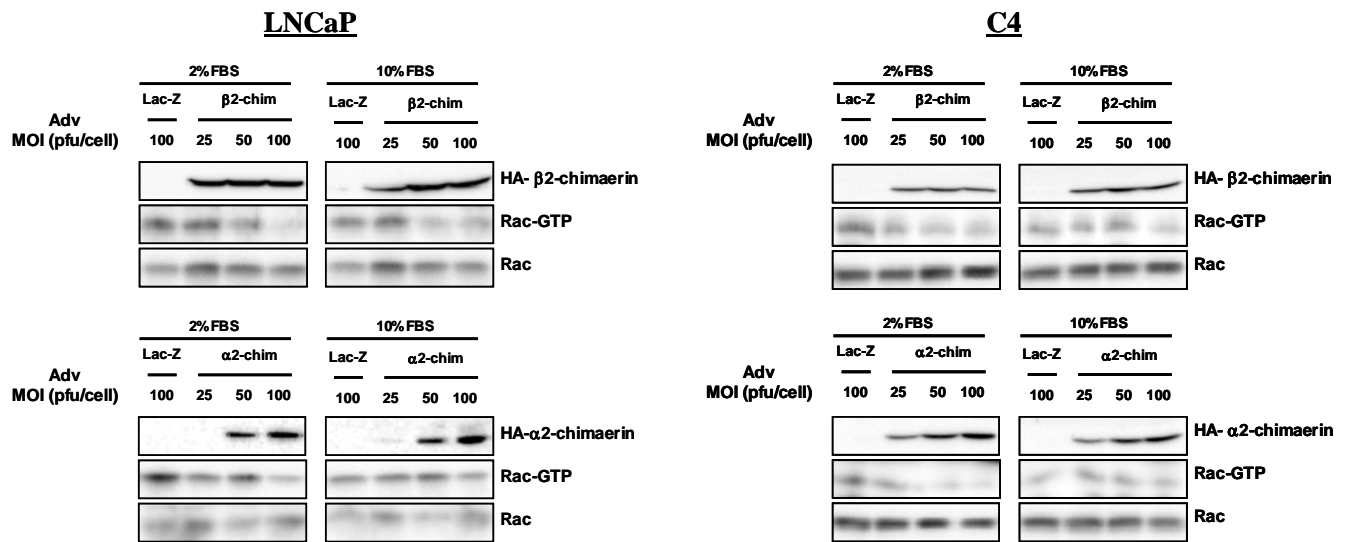 LNCaP
2%FBS 10%FBS
Lac-Z β2-chim Lac-Z β2-chim
Adv
MOI (pfu/cell) 100 25 50 100 100 25 50 100
HA- β2-chimaerin
Rac-GTP
Rac
2%FBS 10%FBS
Lac-Z α2-chim Lac-Z α2-chim
Adv
MOI (pfu/cell) 100 25 50 100 100 25 50 100
HA-α2-chimaerin
Rac-GTP
Rac
C4
2%FBS 10%FBS
Lac-Z β2-chim Lac-Z β2-chim
Adv
MOI (pfu/cell) 100 25 50 100 100 25 50 100
HA- β2-chimaerin
Rac-GTP
Rac
2%FBS 10%FBS
Lac-Z α2-chim Lac-Z α2-chim
Adv
MOI (pfu/cell) 100 25 50 100 100 25 50 100
HA- α2-chimaerin
Rac-GTP
Rac